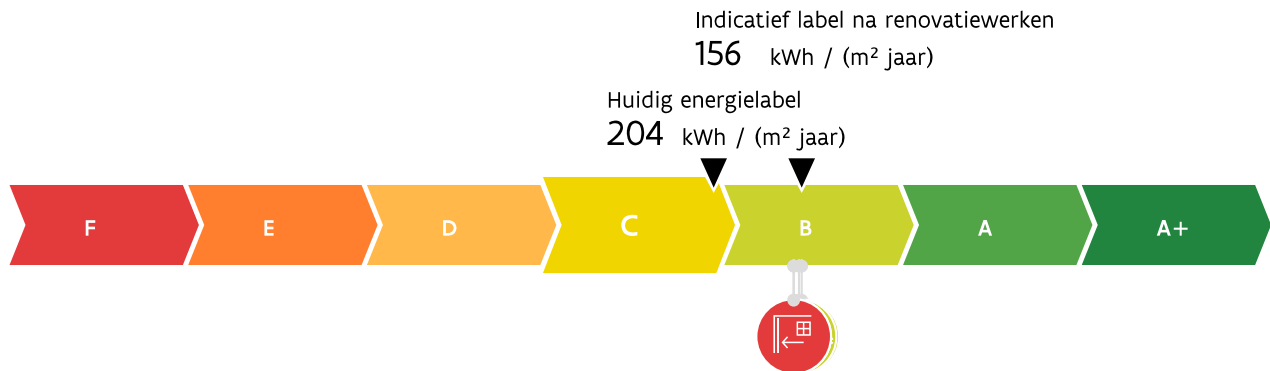 Indicatief label na renovatiewerken
156 kWh / (m² jaar)
Huidig energielabel
204 kWh / (m² jaar)
F E D C B A A+